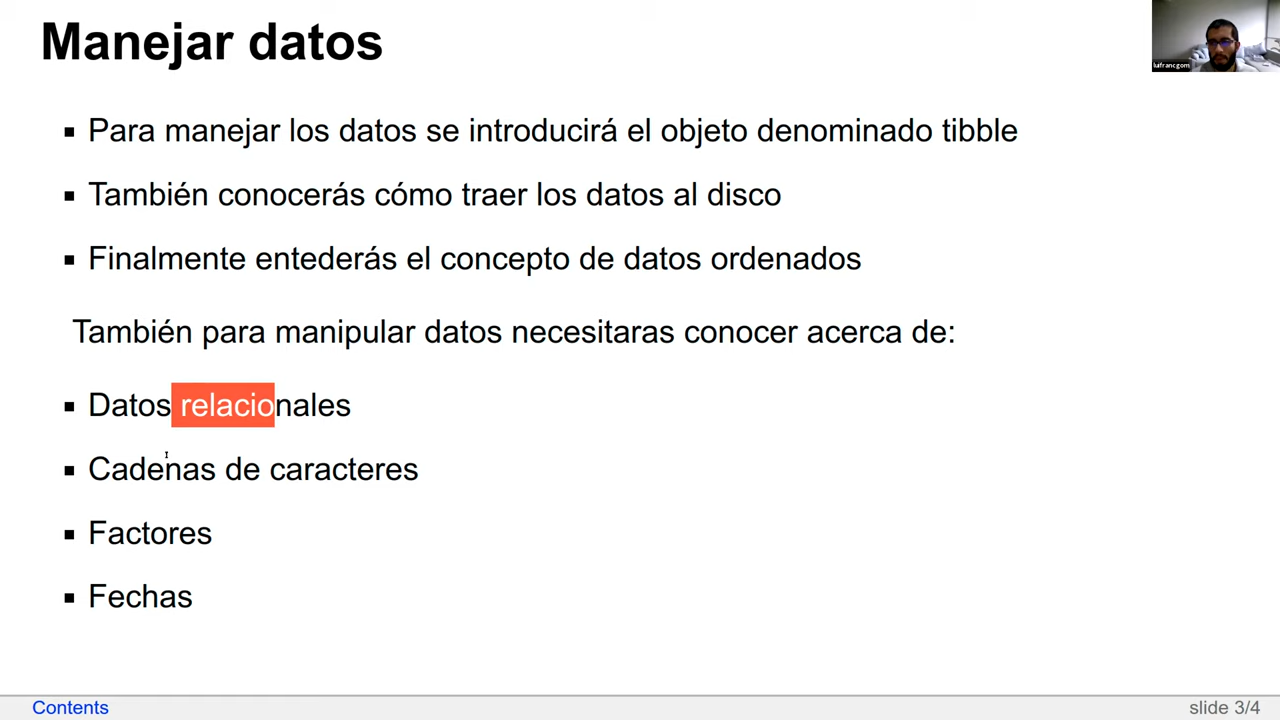 Manejar datos
luifrancgom
Para manejar los datos se introducirá el objeto denominado tibble
También conocerás cómo traer los datos al disco
Finalmente entederás el concepto de datos ordenados
También para manipular datos necesitaras conocer acerca de:
Datos relacionales
Cadenas de caracteres
Factores
Fechas
Contents
slide 3/4